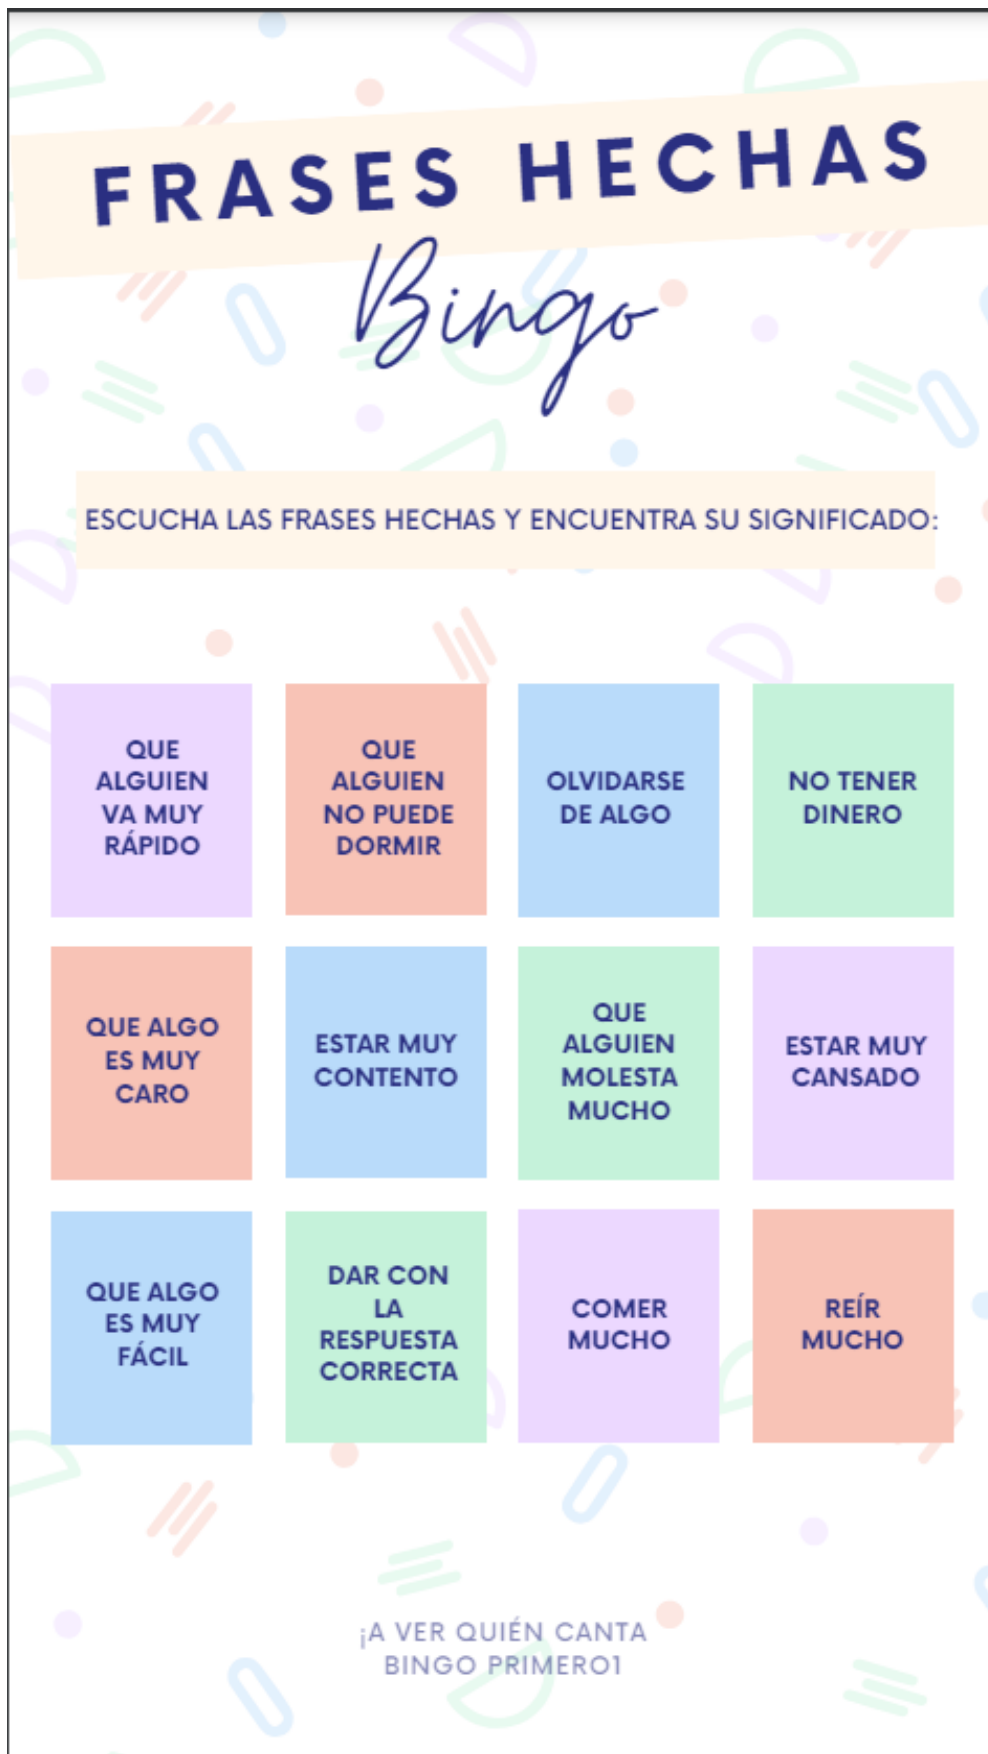 FRASES HECHAS
Bingo
ESCUCHA LAS FRASES HECHAS Y ENCUENTRA SU SIGNIFICADO:
QUE
ALGUIEN
VA MUY
RÁPIDO
QUE
ALGUIEN
NO PUEDE
DORMIR
OLVIDARSE
DE ALGO
NO TENER
DINERO
QUE ALGO
ES MUY
CARO
ESTAR MUY
CONTENTO
QUE
ALGUIEN
MOLESTA
MUCHO
ESTAR MUY
CANSADO
QUE ALGO
ES MUY
FÁCIL
DAR CON
LA
RESPUESTA
CORRECTA
COMER
MUCHO
REÍR
MUCHO
¡A VER QUIÉN CANTA
BINGO PRIMERO1